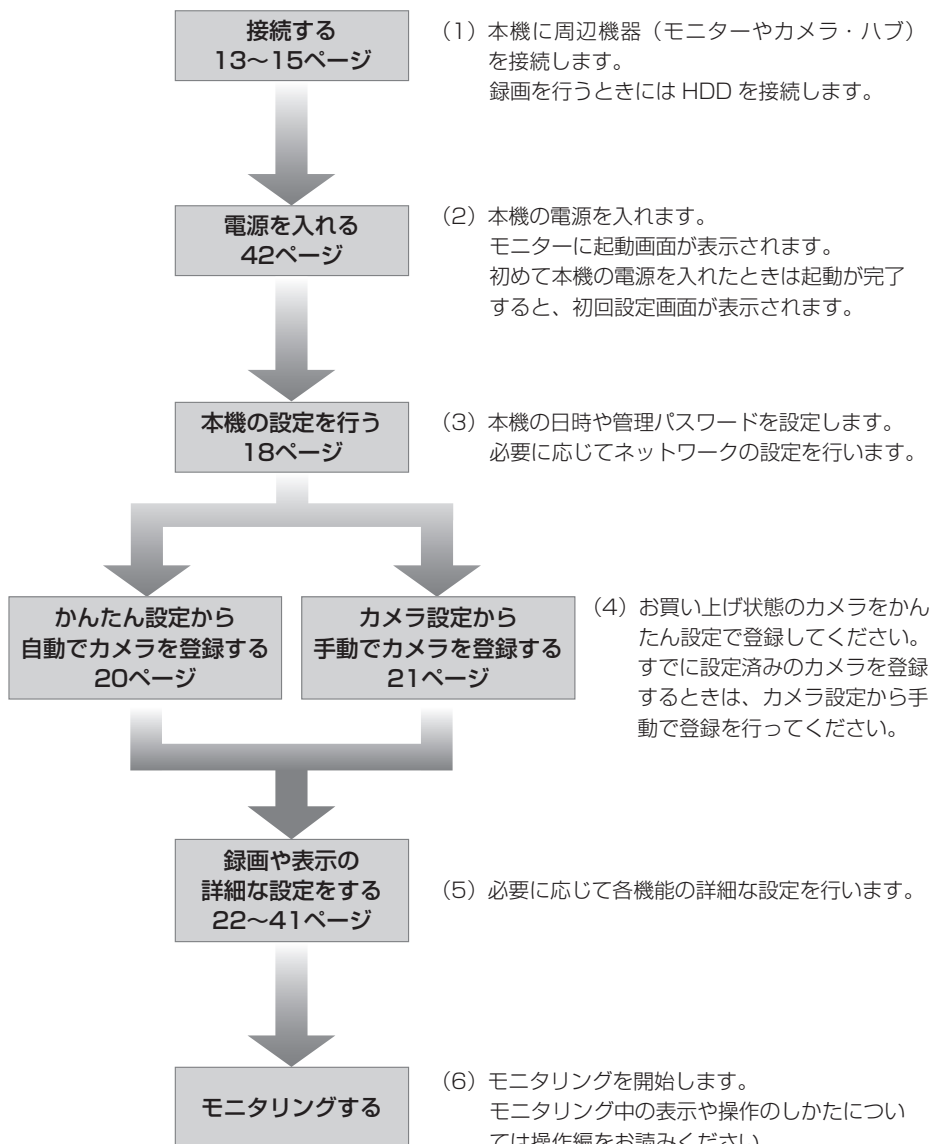 接続する
13〜15ページ
（1）本機に周辺機器（モニターやカメラ・ハブ）
を接続します。
録画を行うときには HDD を接続します。
電源を入れる
42ページ
（2）本機の電源を入れます。
モニターに起動画面が表示されます。
初めて本機の電源を入れたときは起動が完了
すると、初回設定画面が表示されます。
本機の設定を行う
18ページ
（3）本機の日時や管理パスワードを設定します。
必要に応じてネットワークの設定を行います。
かんたん設定から
自動でカメラを登録する
20ページ
カメラ設定から
手動でカメラを登録する
21ページ
（4）お買い上げ状態のカメラをかん
たん設定で登録してください。
すでに設定済みのカメラを登録
するときは、カメラ設定から手
動で登録を行ってください。
録画や表示の
詳細な設定をする
22〜41ページ
（5）必要に応じて各機能の詳細な設定を行います。
モニタリングする
（6）モニタリングを開始します。
モニタリング中の表示や操作のしかたについ
ては操作編をお読みください。